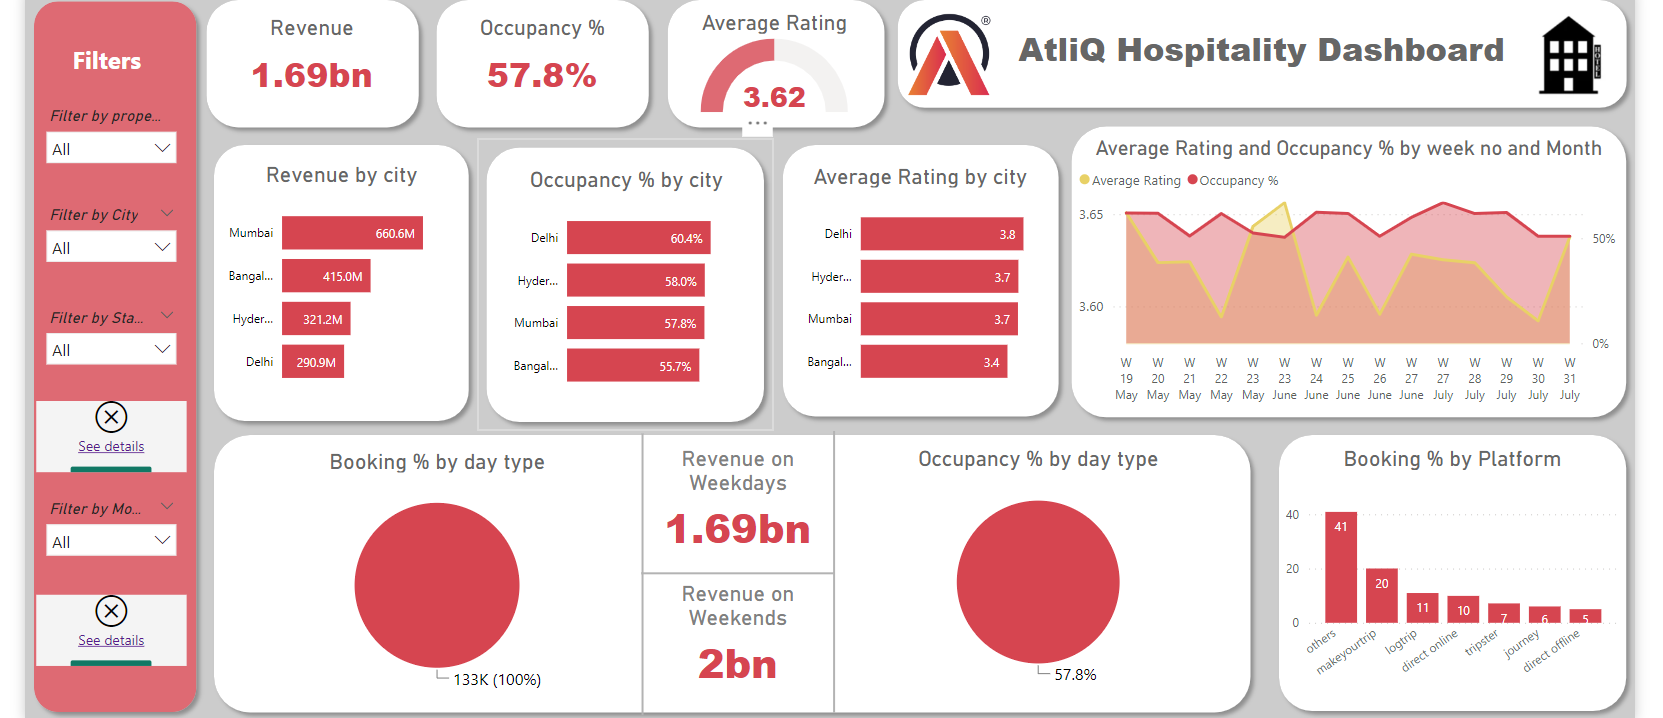 Filters
Filter by prope...
All
Filter by City
All
Filter by Sta...
All
See details
Filter by Mo...
All
See details
Revenue
1.69bn
Occupancy %
57.8%
Average Rating
3.62
®
AtliQ Hospitality Dashboard
HOTEL
Revenue by city
Mumbai 660.6M
Bangal... 415.0M
Hyder... 321.2M
Delhi 290.9M
Occupancy % by city
Delhi 60.4%
Hyder... 58.0%
Mumbai 57.8%
Bangal... 55.7%
Average Rating by city
Delhi 3.8
Hyder... 3.7
Mumbai 3.7
Bangal... 3.4
Average Rating and Occupancy % by week no and Month
Average Rating Occupancy %
3.65
50%
3.60
0%
W W W W W W W W W W W W W W W
19 20 21 22 23 23 24 25 26 27 27 28 29 30 31
May May May May May June June June June June July July July July July
Booking % by day type
133K (100%)
Revenue on
Weekdays
1.69bn
Revenue on
Weekends
2bn
Occupancy % by day type
57.8%
Booking % by Platform
40
20
0
41 20 11 10 7 6 5
others makeyourtrip logtrip direct online tripster journey direct offline